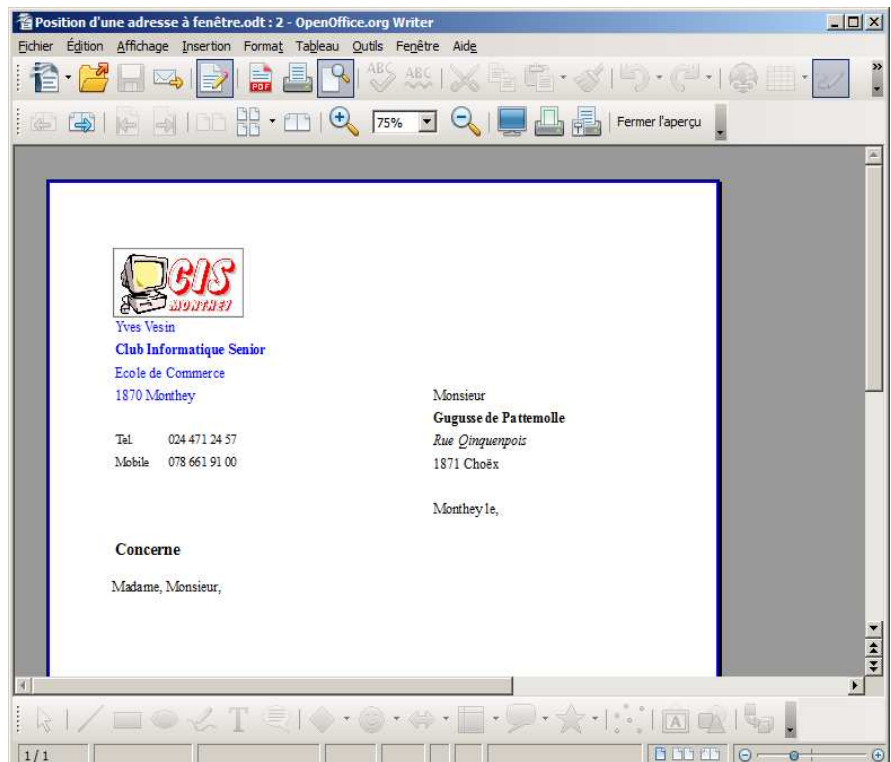 Position d'une adresse à fenêtre.odt : 2 - OpenOffice.org Writer
Fichier Édition Affichage Insertion Format Tableau Outils Fenêtre Aide
PDF ABC ABC
75% Fermer l'aperçu
CIS
MONTHEY
Yves Vesin
Club Informatique Senior
Ecole de Commerce
1870 Monthey
Monsieur
Gugusse de Pattemolle
Tel. 024 471 24 57
Rue Qinquenpois
Mobile 078 661 91 00
1871 Choëx
Monthey le,
Concerne
Madame, Monsieur,
T A
1 / 1